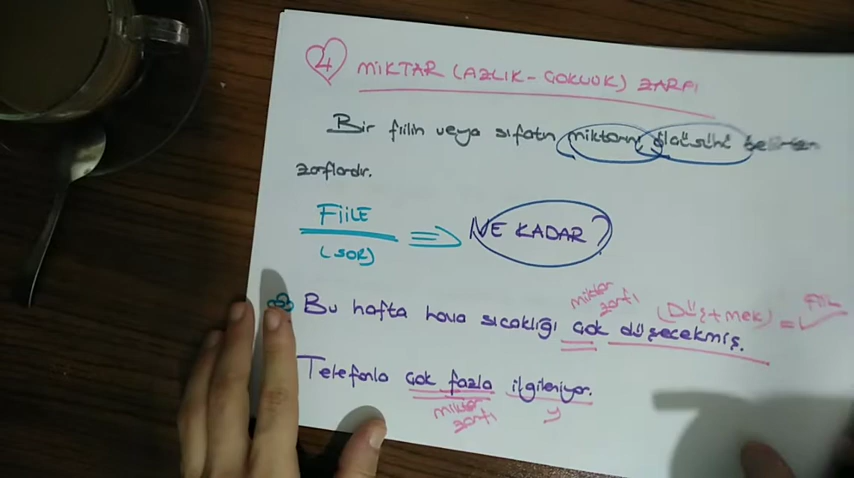 4 MİKTAR (AZLIK-ÇOKLUK) ZARFI
Bir fiilin veya sıfatın miktarını, ölçüsünü belirten
zarflardır.
FİİLE
(SOR)
NE KADAR?
miktar
zarfı
(Düş+mek) = FİİL
Bu hafta hava sıcaklığı çok düşecekmiş.
Telefonla çok fazla ilgileniyor.
miktar
zarfı
y